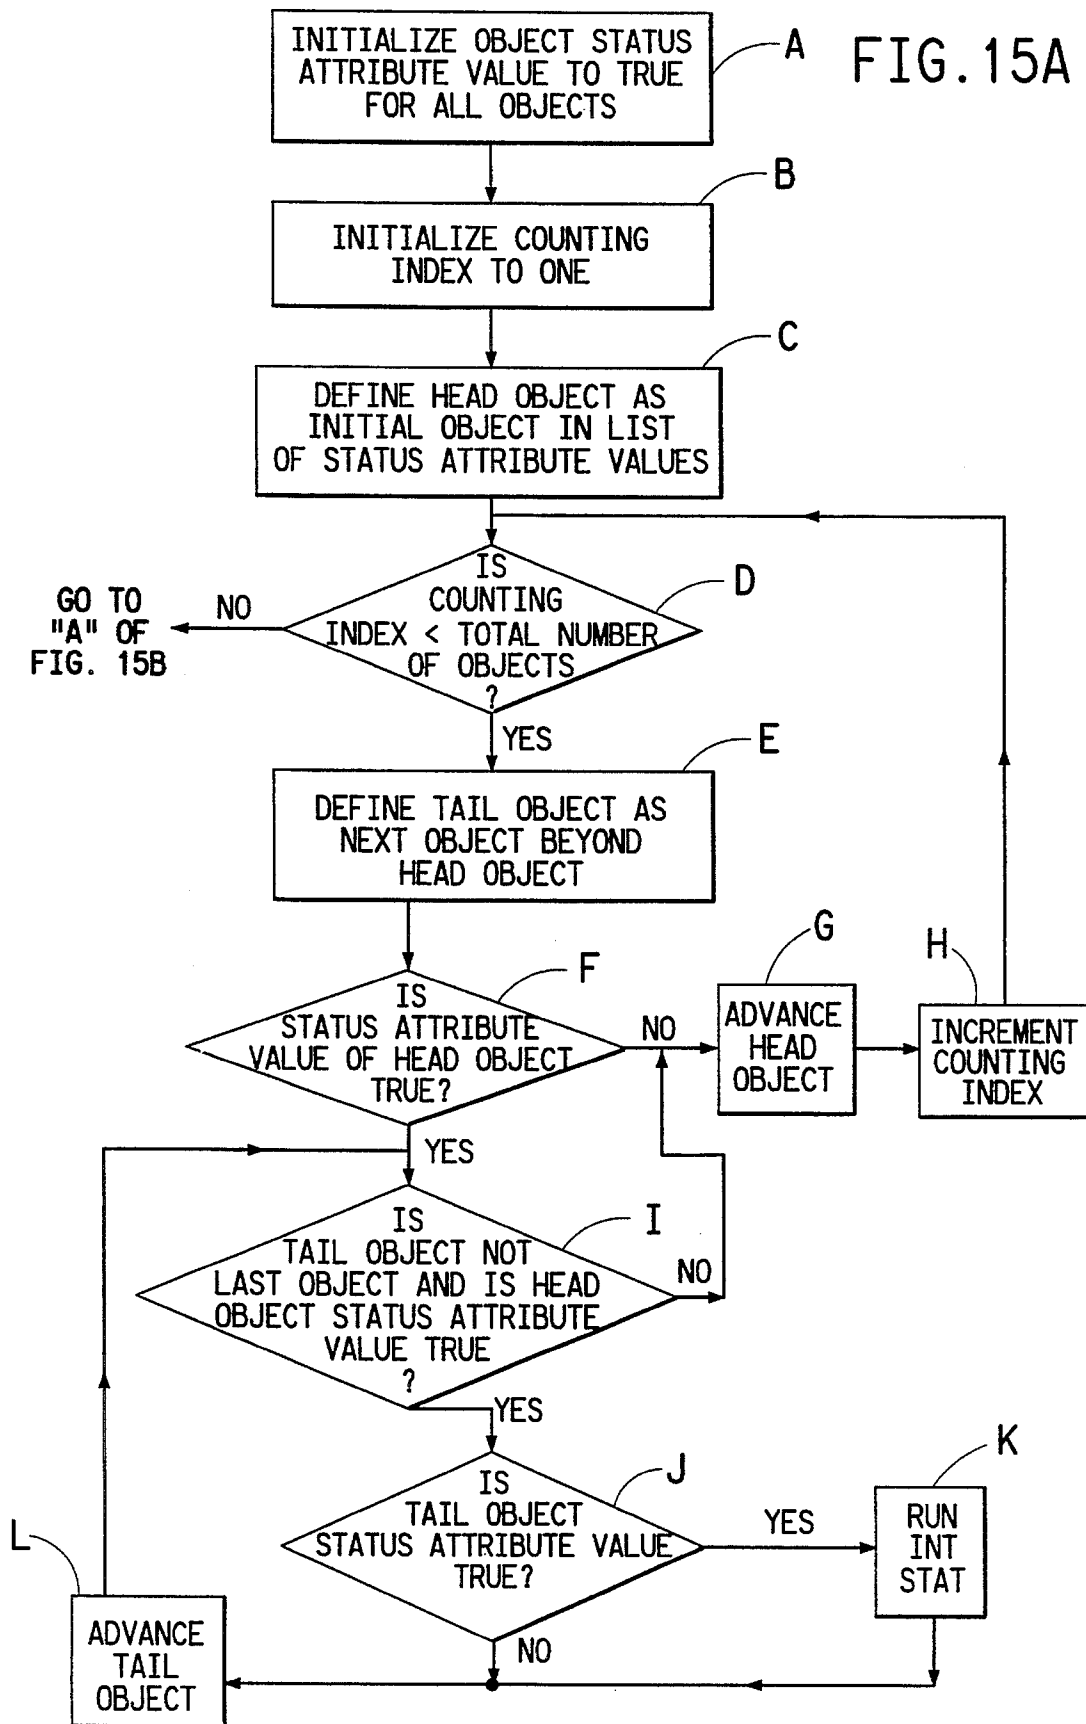 INITIALIZE OBJECT STATUS
ATTRIBUTE VALUE TO TRUE
FOR ALL OBJECTS
A
FIG.15A
B
INITIALIZE COUNTING
INDEX TO ONE
C
DEFINE HEAD OBJECT AS
INITIAL OBJECT IN LIST
OF STATUS ATTRIBUTE VALUES
IS
COUNTING
INDEX < TOTAL NUMBER
OF OBJECTS
?
D
NO
GO TO
"A" OF
FIG. 15B
YES
E
DEFINE TAIL OBJECT AS
NEXT OBJECT BEYOND
HEAD OBJECT
F
IS
STATUS ATTRIBUTE
VALUE OF HEAD OBJECT
TRUE?
NO
G
ADVANCE
HEAD
OBJECT
H
INCREMENT
COUNTING
INDEX
YES
I
IS
TAIL OBJECT NOT
LAST OBJECT AND IS HEAD
OBJECT STATUS ATTRIBUTE
VALUE TRUE
?
NO
YES
J
IS
TAIL OBJECT
STATUS ATTRIBUTE VALUE
TRUE?
YES
K
RUN
INT
STAT
NO
L
ADVANCE
TAIL
OBJECT